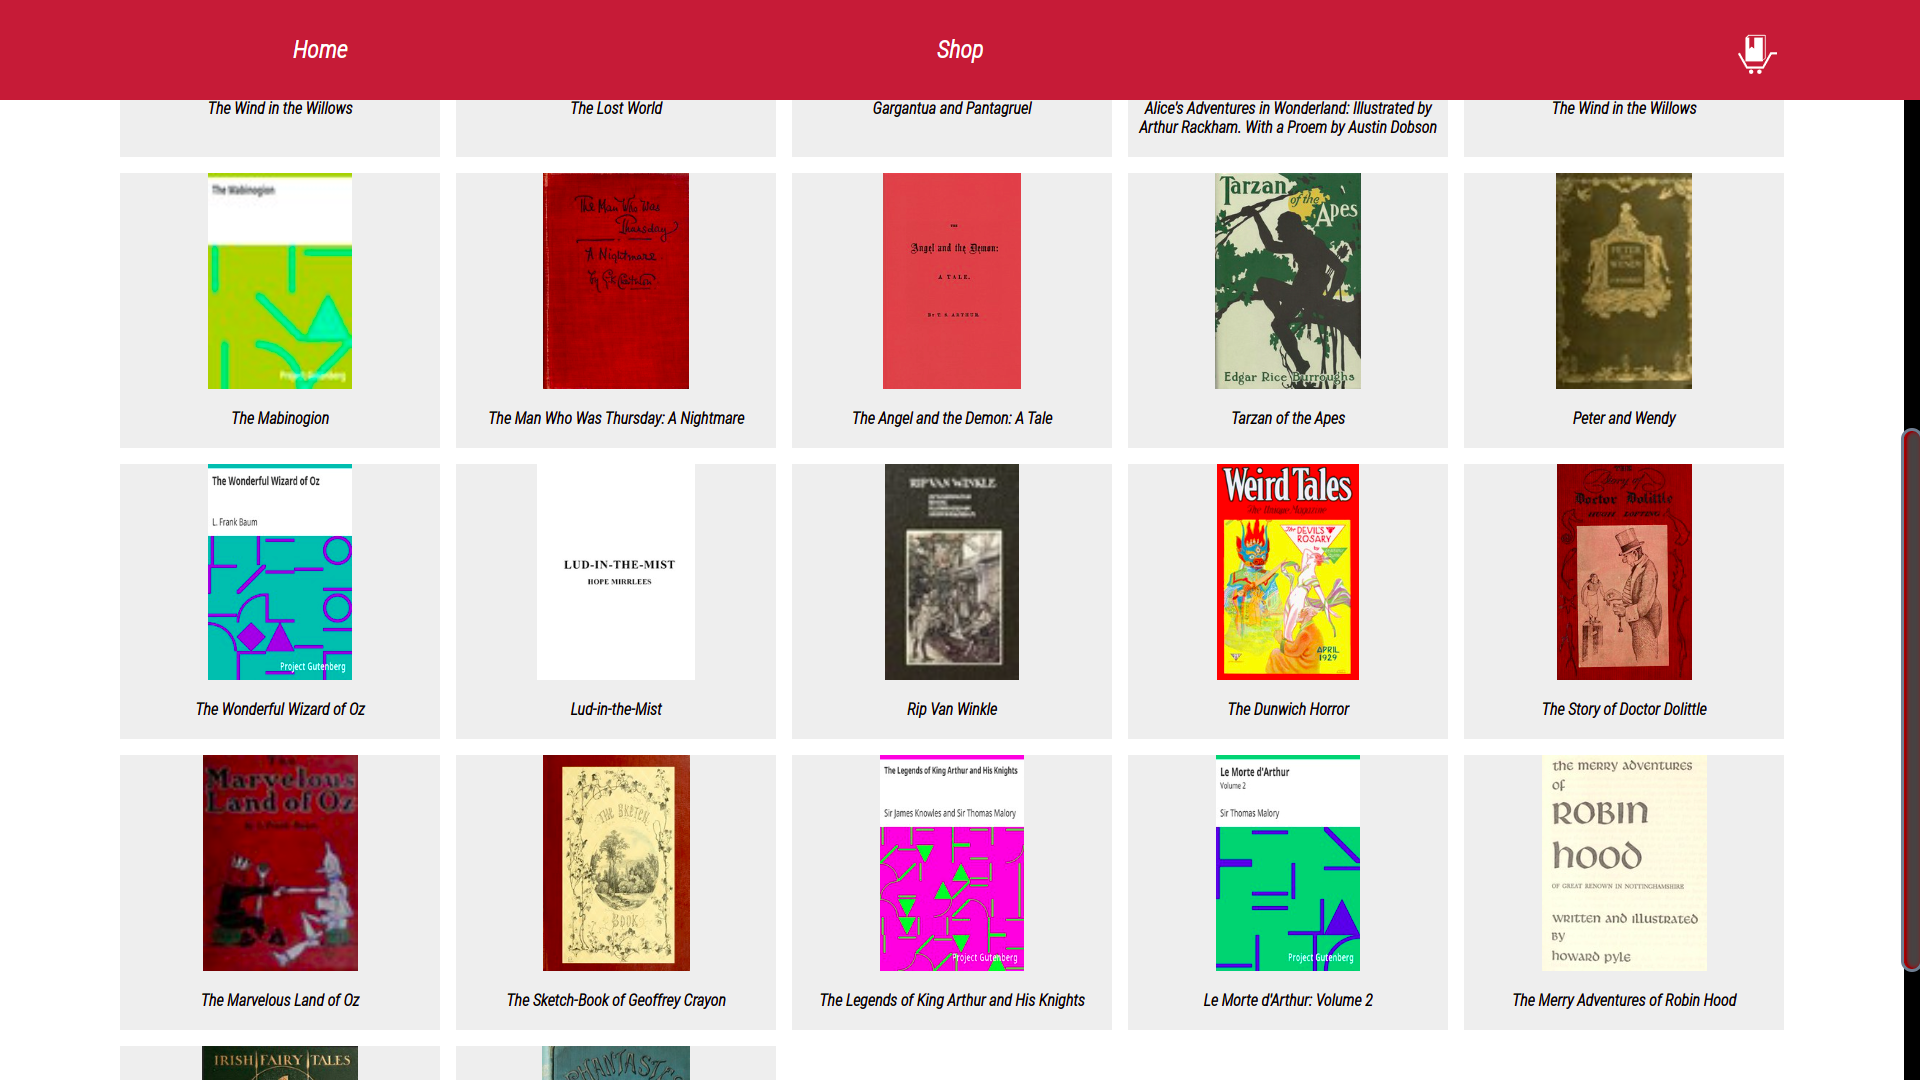 Home
Shop
The Wind in the Willows
The Lost World
Gargantua and Pantagruel
Alice's Adventures in Wonderland: Illustrated by
Arthur Rackham. With a Proem by Austin Dobson
The Wind in the Willows
The Mabinogion
Project Gutenberg
The Man Who Was
Thursday
A Nightmare
by G. K. Chesterton
THE
Angel and the Demon:
A TALE.
By T. S. ARTHUR
Tarzan
of the
Apes
Edgar Rice Burroughs
PETER
AND
WENDY
The Mabinogion
The Man Who Was Thursday: A Nightmare
The Angel and the Demon: A Tale
Tarzan of the Apes
Peter and Wendy
The Wonderful Wizard of Oz
L. Frank Baum
Project Gutenberg
LUD-IN-THE-MIST
HOPE MIRRLEES
RIP VAN WINKLE
Weird Tales
The Unique Magazine
The DEVIL'S
ROSARY
APRIL
1929
THE
Story of
Doctor Dolittle
HUGH LOFTING
The Wonderful Wizard of Oz
Lud-in-the-Mist
Rip Van Winkle
The Dunwich Horror
The Story of Doctor Dolittle
The
Marvelous
Land of Oz
THE SKETCH
BOOK
The Legends of King Arthur and His Knights
Sir James Knowles and Sir Thomas Malory
Project Gutenberg
Le Morte d'Arthur
Volume 2
Sir Thomas Malory
Project Gutenberg
the merry adventures
of
ROBIN
hood
OF GREAT RENOWN IN NOTTINGHAMSHIRE
written and illustrated
by
howard pyle
The Marvelous Land of Oz
The Sketch-Book of Geoffrey Crayon
The Legends of King Arthur and His Knights
Le Morte d'Arthur: Volume 2
The Merry Adventures of Robin Hood
IRISH FAIRY TALES
PHANTASTES